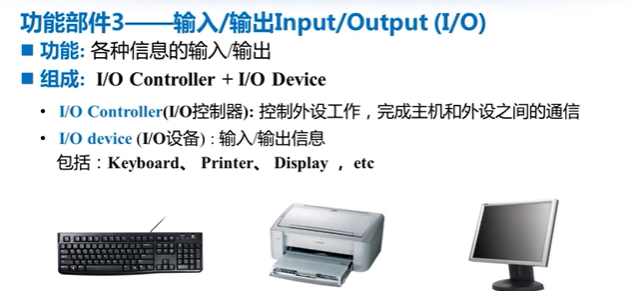 功能部件3——输入/输出Input/Output (I/O)
■ 功能: 各种信息的输入/输出
■ 组成: I/O Controller + I/O Device
• I/O Controller(I/O控制器): 控制外设工作，完成主机和外设之间的通信
• I/O device (I/O设备) : 输入/输出信息
包括：Keyboard、 Printer、 Display ， etc